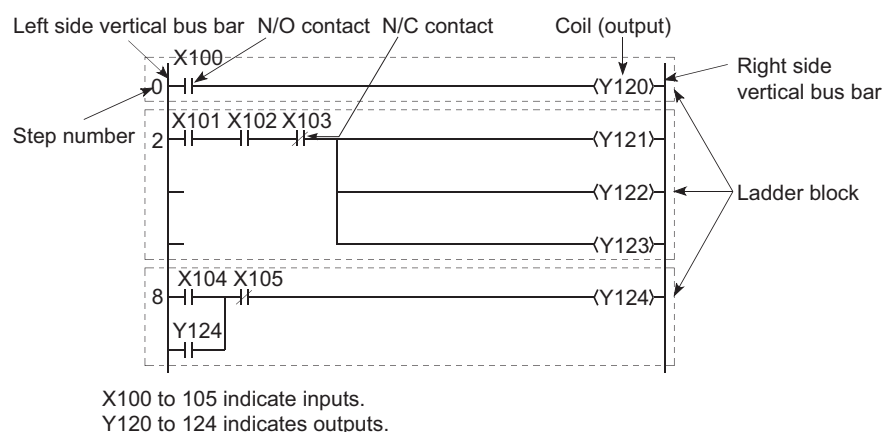 Left side vertical bus bar N/O contact N/C contact Coil (output)
X100
0 Y120
Right side
vertical bus bar
Step number
X101 X102 X103
2 Y121
Y122
Ladder block
Y123
X104 X105
8 Y124
Y124
X100 to 105 indicate inputs.
Y120 to 124 indicates outputs.